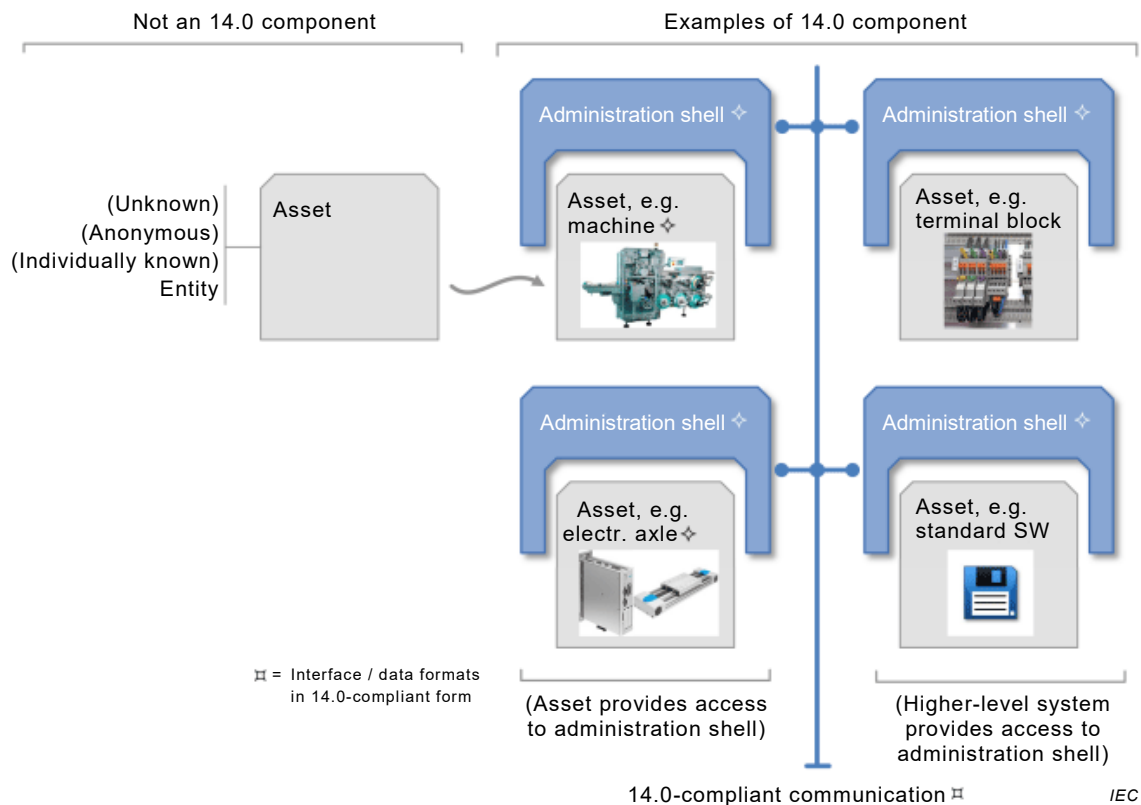 Not an 14.0 component
Examples of 14.0 component
Administration shell ✧
Administration shell ✧
(Unknown)
(Anonymous)
(Individually known)
Entity
Asset
Asset, e.g.
machine ✧
Asset, e.g.
terminal block
Administration shell ✧
Administration shell ✧
Asset, e.g.
electr. axle ✧
Asset, e.g.
standard SW
¤ = Interface / data formats
in 14.0-compliant form
(Asset provides access
to administration shell)
(Higher-level system
provides access to
administration shell)
14.0-compliant communication ¤
IEC